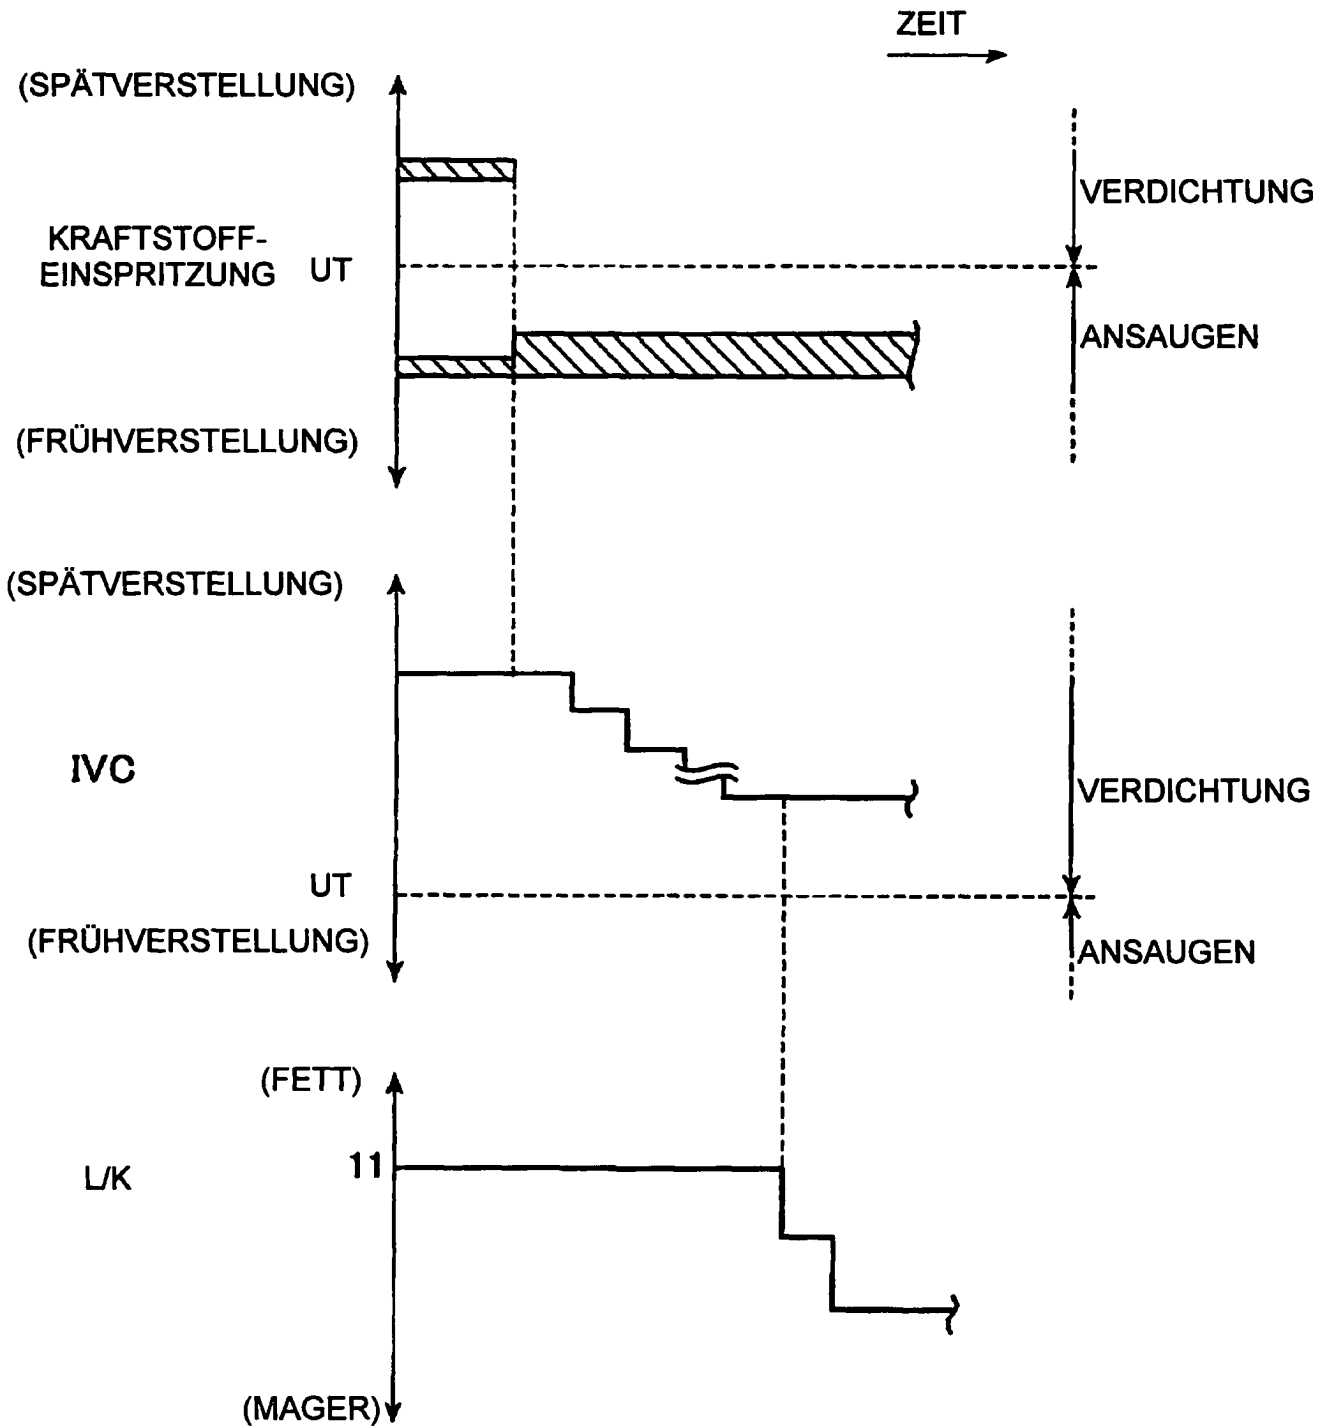 ZEIT
(SPÄTVERSTELLUNG)
VERDICHTUNG
KRAFTSTOFF-
EINSPRITZUNG
UT
ANSAUGEN
(FRÜHVERSTELLUNG)
(SPÄTVERSTELLUNG)
IVC
VERDICHTUNG
UT
(FRÜHVERSTELLUNG)
ANSAUGEN
(FETT)
11
L/K
(MAGER)